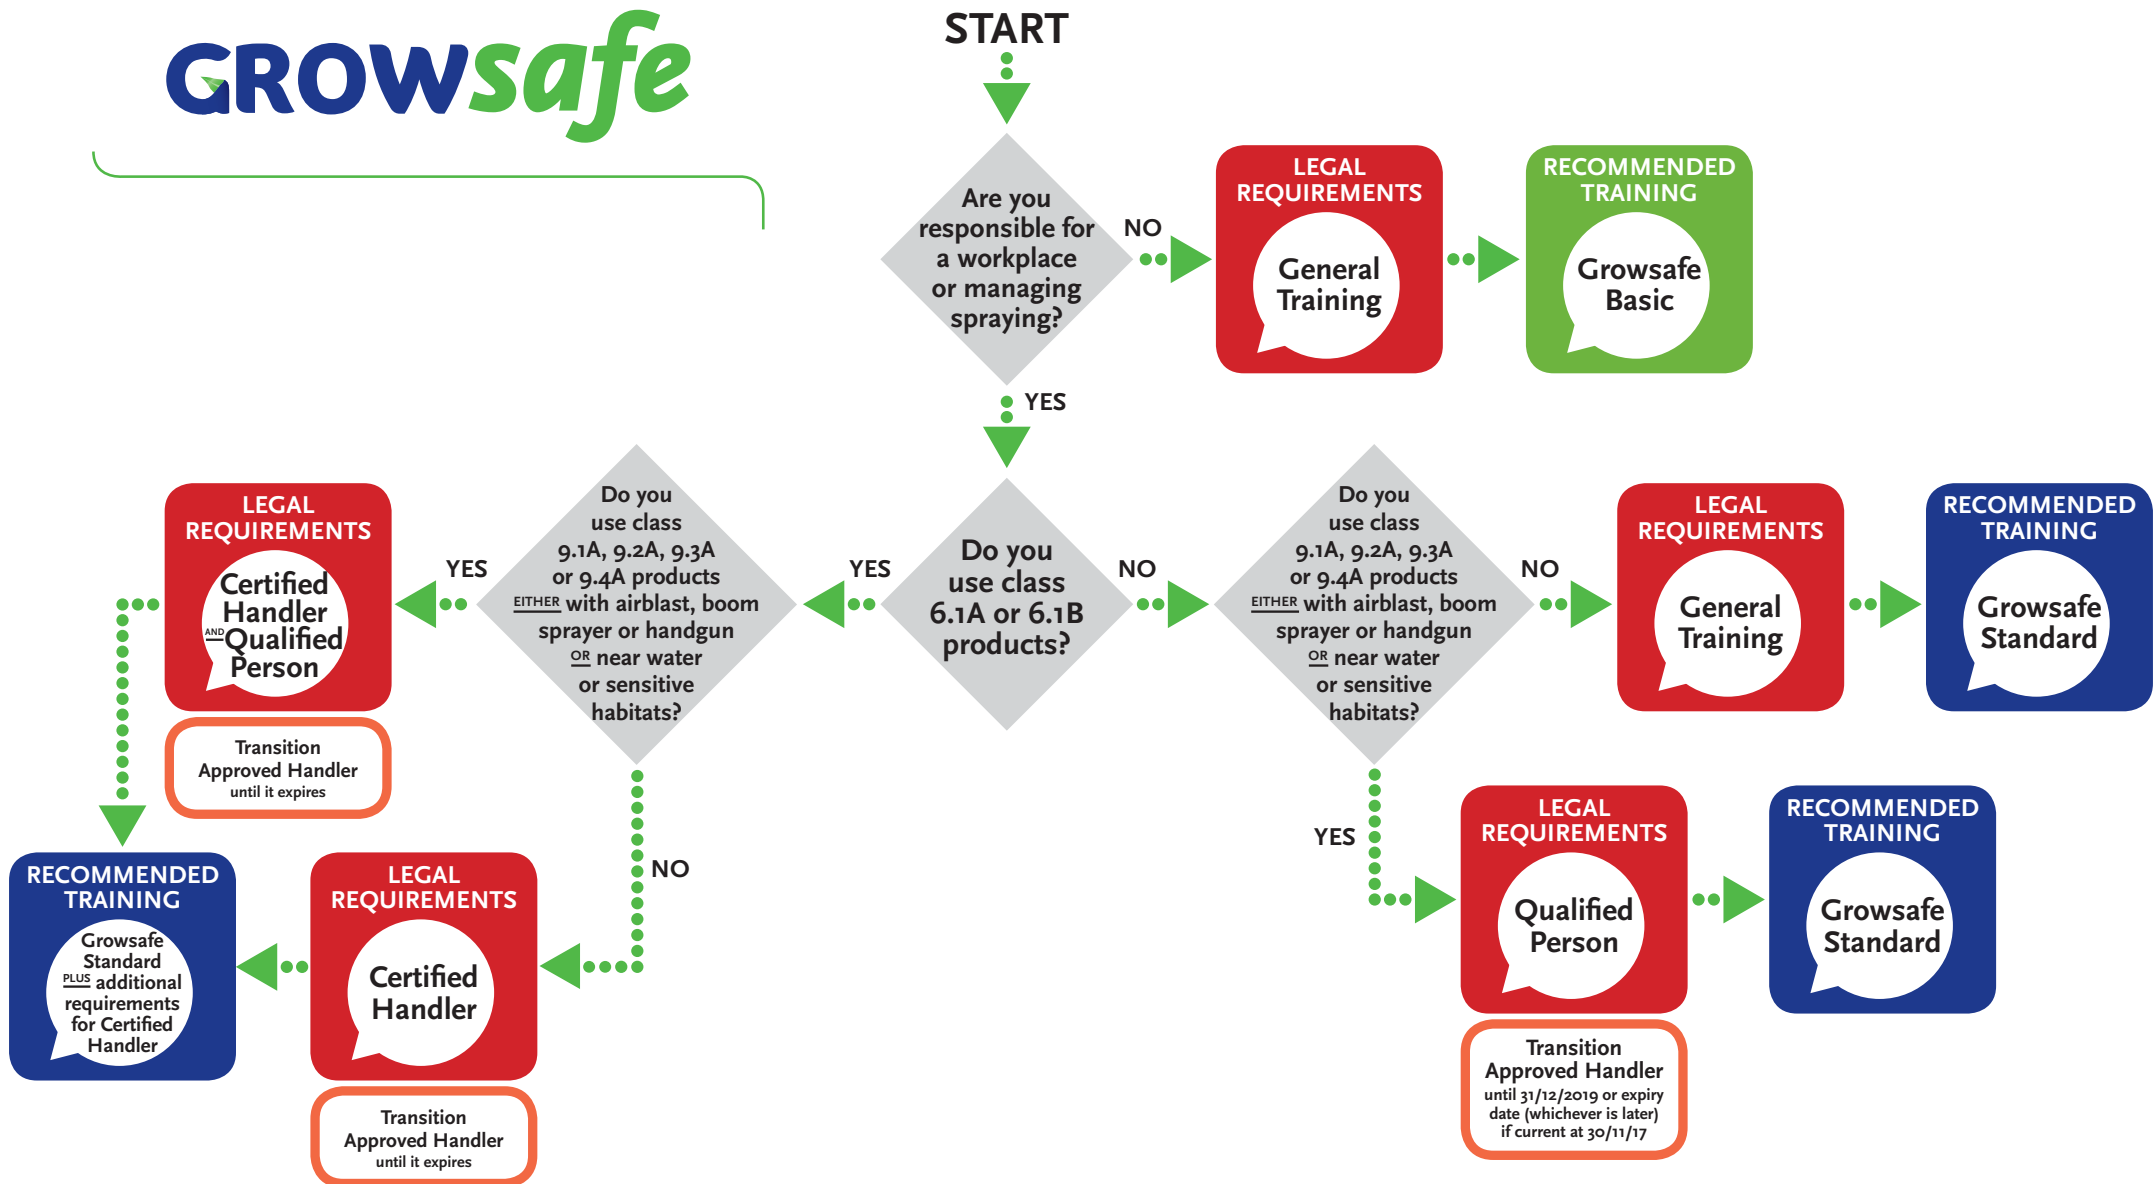 GROWsafe
START
Are you
responsible for
a workplace
or managing
spraying?
NO
LEGAL
REQUIREMENTS
General
Training
RECOMMENDED
TRAINING
Growsafe
Basic
YES
Do you
use class
6.1A or 6.1B
products?
YES
NO
Do you
use class
9.1A, 9.2A, 9.3A
or 9.4A products
EITHER with airblast, boom
sprayer or handgun
OR near water
or sensitive
habitats?
YES
LEGAL
REQUIREMENTS
Certified
Handler
AND Qualified
Person
Transition
Approved Handler
until it expires
NO
LEGAL
REQUIREMENTS
Certified
Handler
Transition
Approved Handler
until it expires
RECOMMENDED
TRAINING
Growsafe
Standard
PLUS additional
requirements
for Certified
Handler
Do you
use class
9.1A, 9.2A, 9.3A
or 9.4A products
EITHER with airblast, boom
sprayer or handgun
OR near water
or sensitive
habitats?
NO
LEGAL
REQUIREMENTS
General
Training
RECOMMENDED
TRAINING
Growsafe
Standard
YES
LEGAL
REQUIREMENTS
Qualified
Person
Transition
Approved Handler
until 31/12/2019 or expiry
date (whichever is later)
if current at 30/11/17
RECOMMENDED
TRAINING
Growsafe
Standard